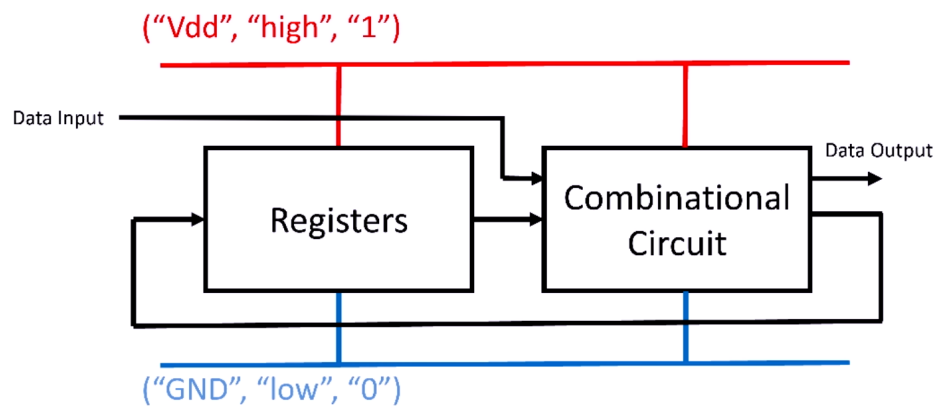 (“Vdd”, “high”, “1”)
Data Input
Data Output
Registers
Combinational
Circuit
(“GND”, “low”, “0”)